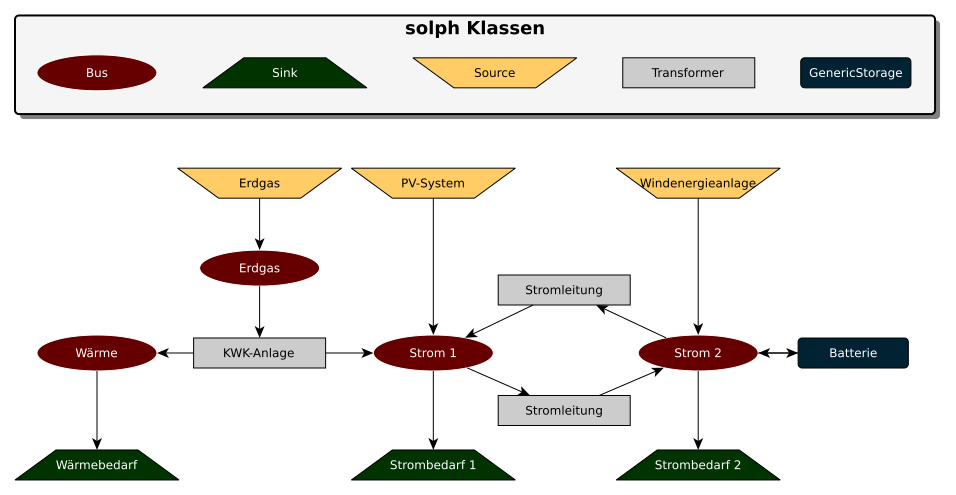 solph Klassen
Bus
Sink
Source
Transformer
GenericStorage
Erdgas
PV-System
Windenergieanlage
Erdgas
Stromleitung
Wärme
KWK-Anlage
Strom 1
Strom 2
Batterie
Stromleitung
Wärmebedarf
Strombedarf 1
Strombedarf 2